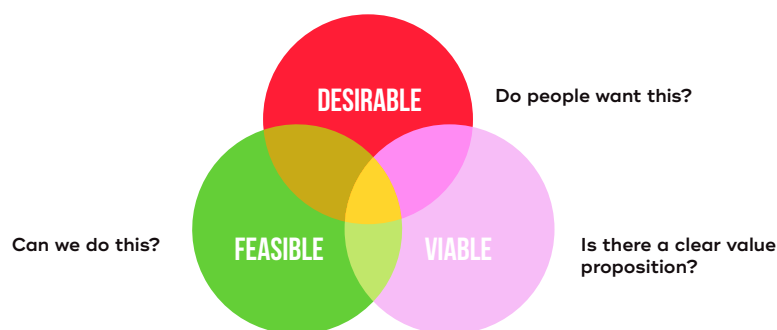 DESIRABLE
Do people want this?
Can we do this?
FEASIBLE
VIABLE
Is there a clear value
proposition?